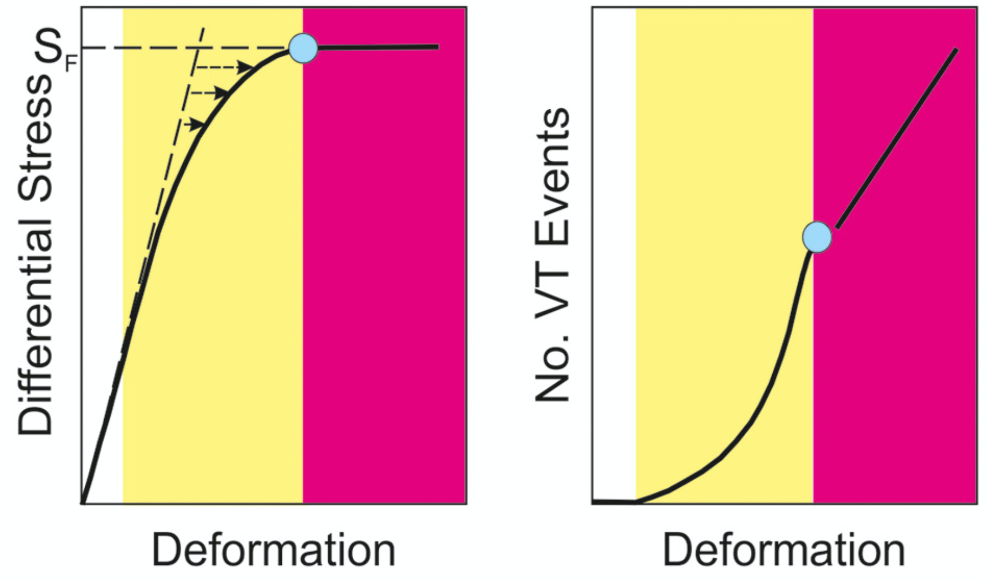 Differential Stress
S_F
Deformation
No. VT Events
Deformation